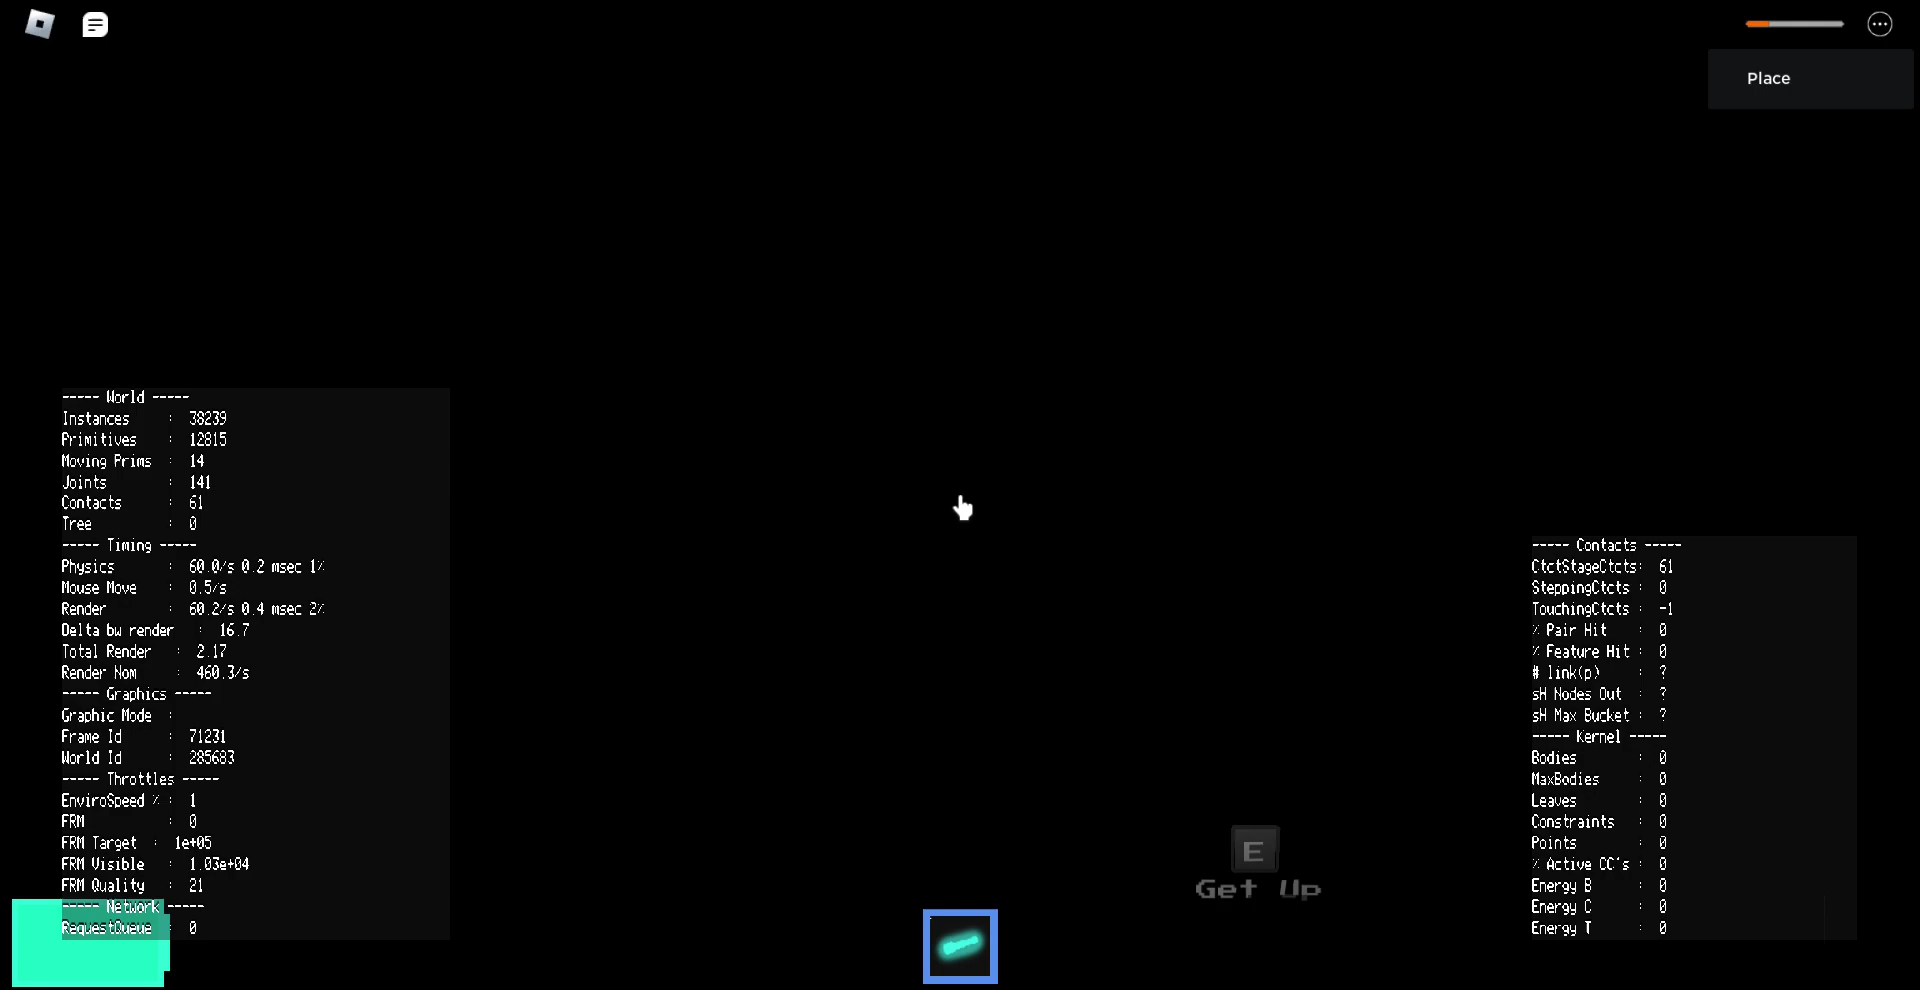 Place
----- World -----
Instances : 38239
Primitives : 12815
Moving Prims : 14
Joints : 141
Contacts : 61
Tree : 0
----- Timing -----
Physics : 60.0/s 0.2 msec 1%
Mouse Move : 0.5/s
Render : 60.2/s 0.4 msec 2%
Delta bw render : 16.7
Total Render : 2.17
Render Nom : 460.3/s
----- Graphics -----
Graphic Mode :
Frame Id : 71231
World Id : 285683
----- Throttles -----
EnviroSpeed % : 1
FRM : 0
FRM Target : 1e+05
FRM Visible : 1.03e+04
FRM Quality : 21
----- Network -----
RequestQueue : 0
----- Contacts -----
CtctStageCtcts: 61
SteppingCtcts : 0
TouchingCtcts : -1
% Pair Hit : 0
% Feature Hit : 0
# link(p) : ?
sH Nodes Out : ?
sH Max Bucket : ?
----- Kernel -----
Bodies : 0
MaxBodies : 0
Leaves : 0
Constraints : 0
Points : 0
% Active CC's : 0
Energy B : 0
Energy C : 0
Energy T : 0
E
Get Up